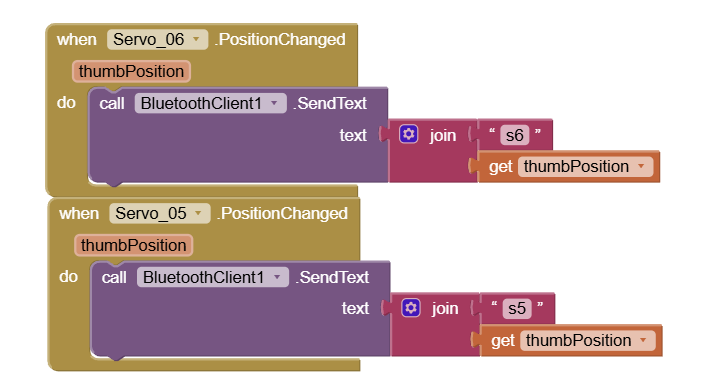 when Servo_06 .PositionChanged
thumbPosition
do call BluetoothClient1 .SendText
text join “ s6 ”
get thumbPosition
when Servo_05 .PositionChanged
thumbPosition
do call BluetoothClient1 .SendText
text join “ s5 ”
get thumbPosition